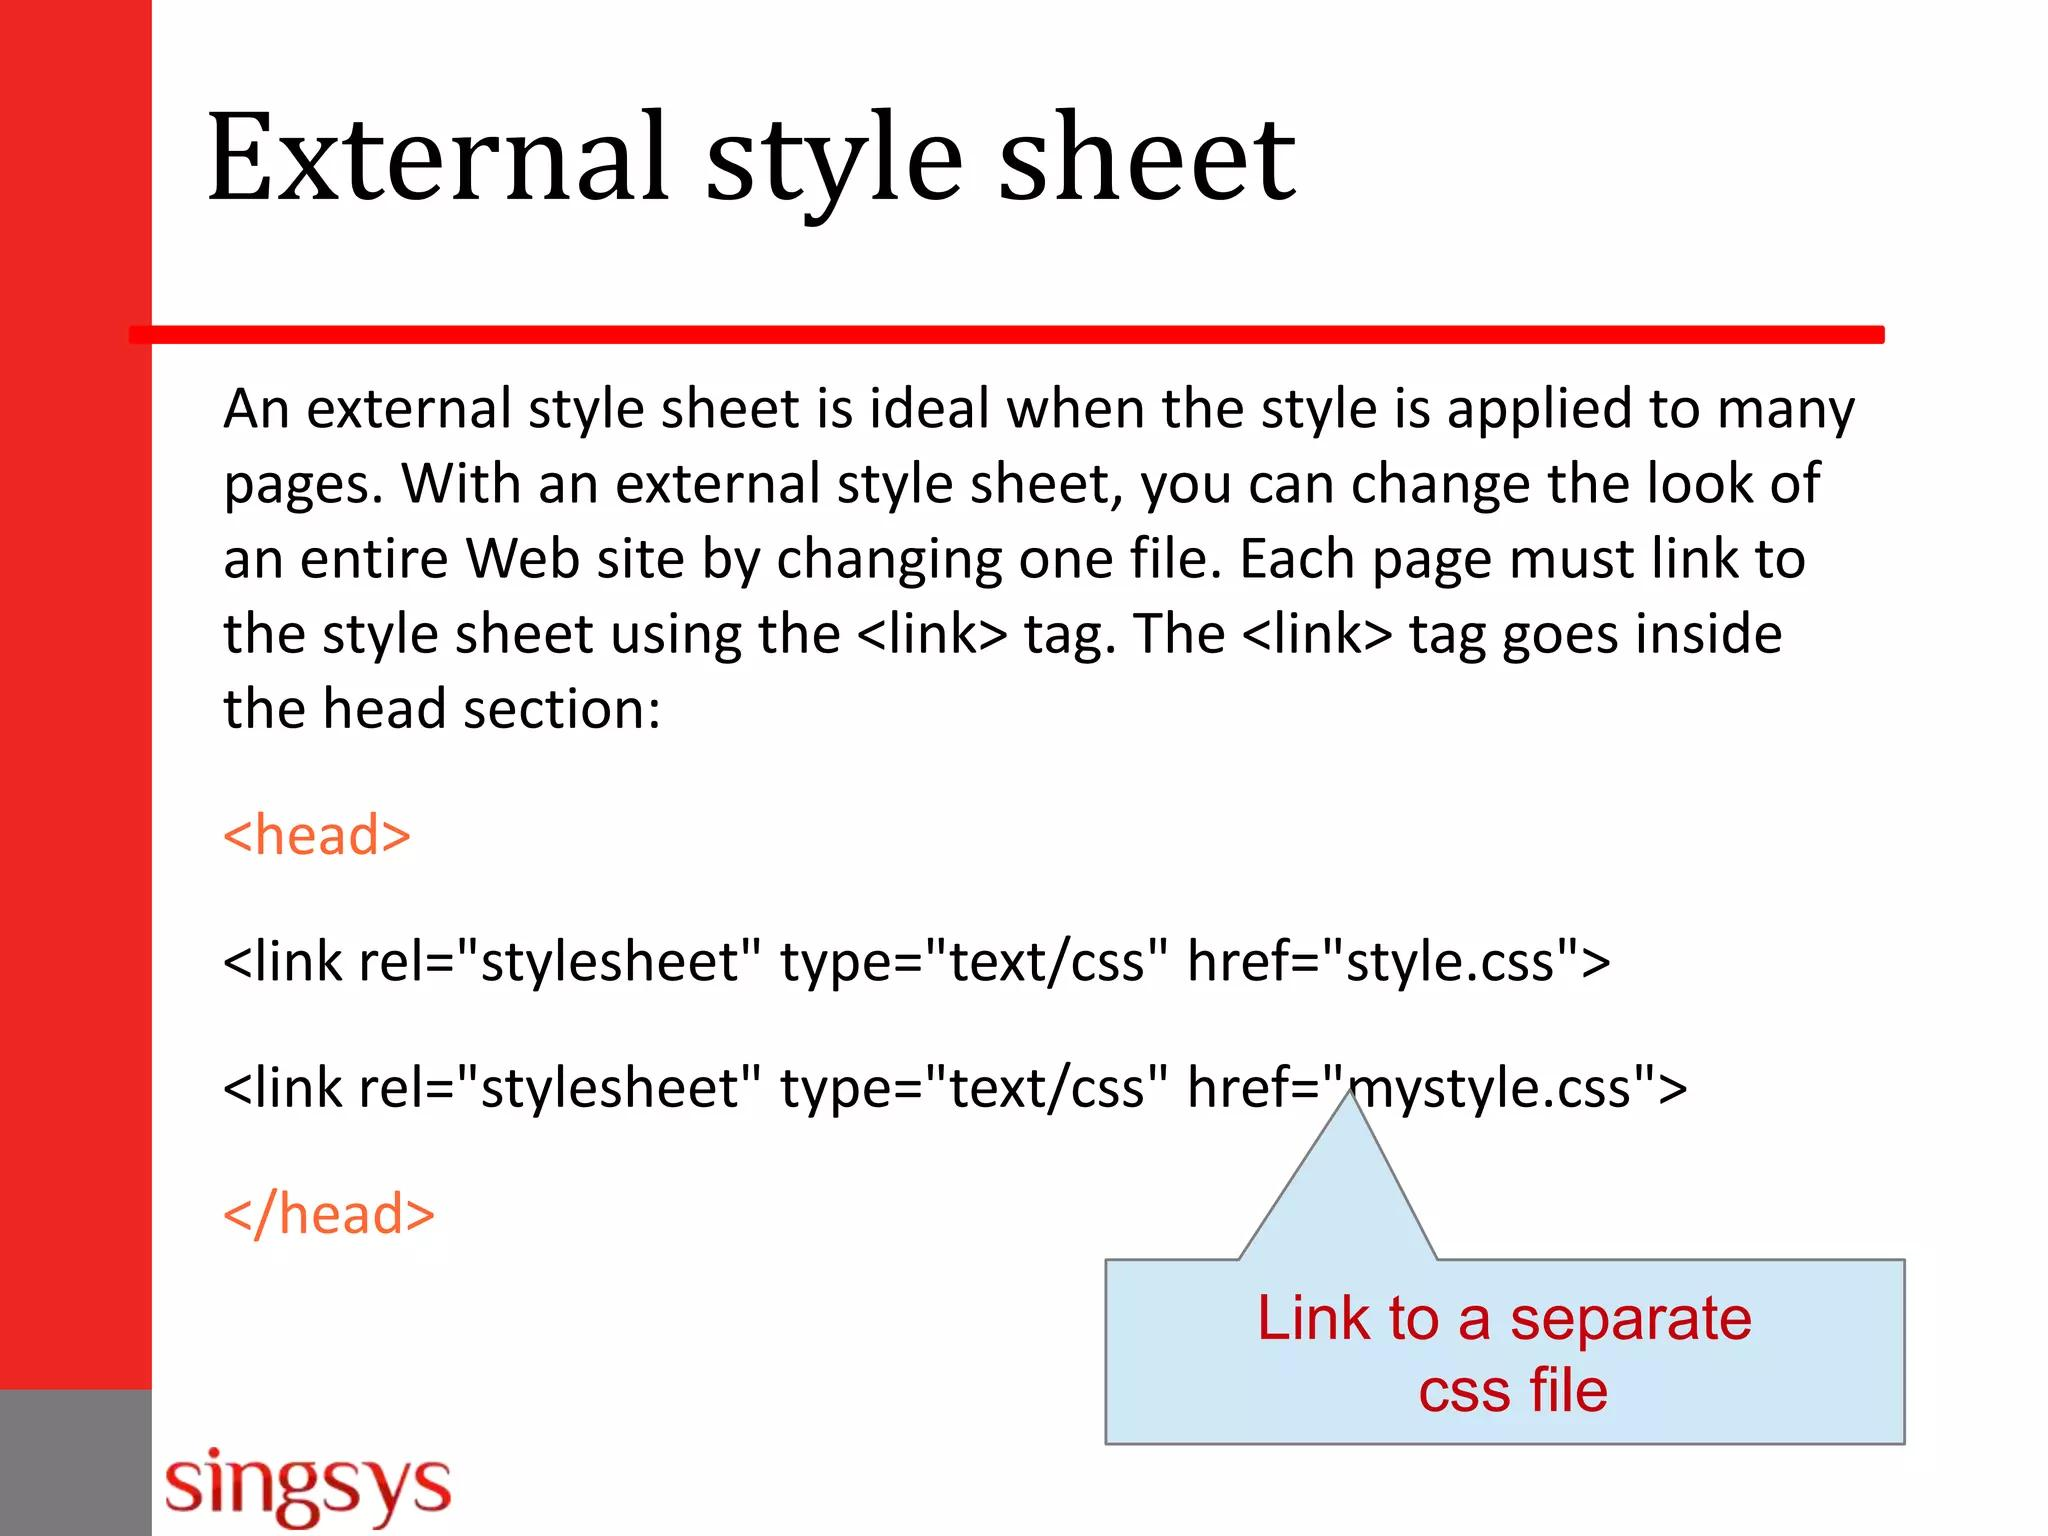 External style sheet
An external style sheet is ideal when the style is applied to many
pages. With an external style sheet, you can change the look of
an entire Web site by changing one file. Each page must link to
the style sheet using the <link> tag. The <link> tag goes inside
the head section:
<head>
<link rel="stylesheet" type="text/css" href="style.css">
<link rel="stylesheet" type="text/css" href="mystyle.css">
</head>
Link to a separate
css file
singsys